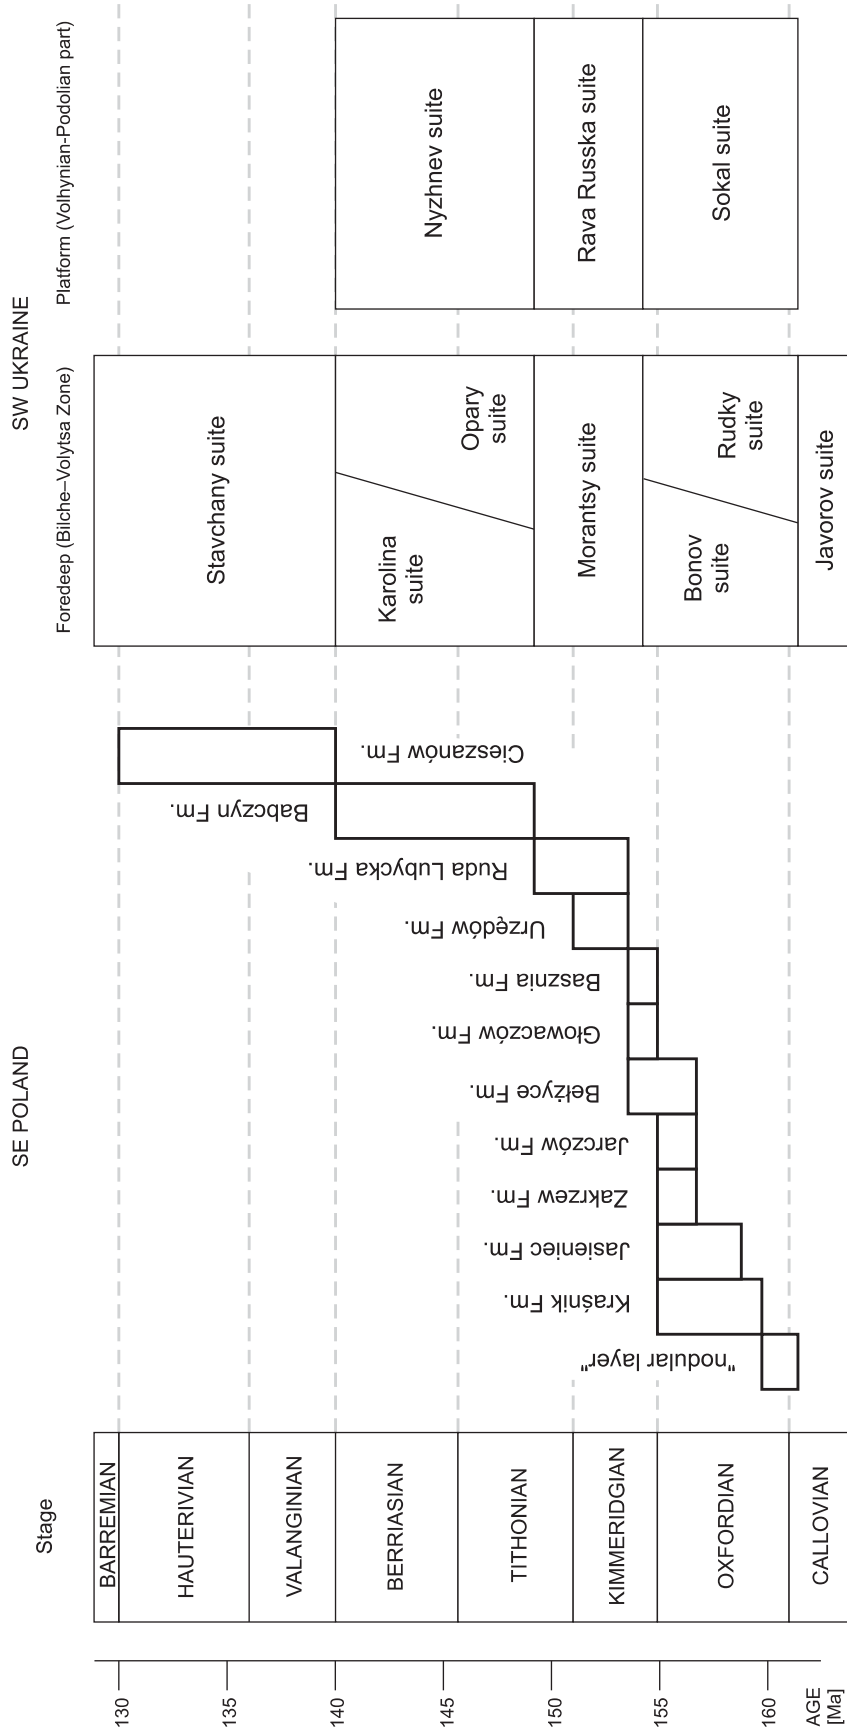 SE POLAND
SW UKRAINE
Stage
Foredeep (Bilche–Volytsa Zone)
Platform (Volhynian-Podolian part)
130
135
140
145
150
155
160
AGE
[Ma]
BARREMIAN
HAUTERIVIAN
VALANGINIAN
BERRIASIAN
TITHONIAN
KIMMERIDGIAN
OXFORDIAN
CALLOVIAN
"nodular layer"
Kraśnik Fm.
Jasieniec Fm.
Zakrzew Fm.
Jarczów Fm.
Bełżyce Fm.
Głowaczów Fm.
Basznia Fm.
Urzędów Fm.
Ruda Lubycka Fm.
Babczyn Fm.
Cieszanów Fm.
Stavchany suite
Karolina
suite
Opary
suite
Morantsy suite
Bonov
suite
Rudky
suite
Javorov suite
Nyzhnev suite
Rava Russka suite
Sokal suite